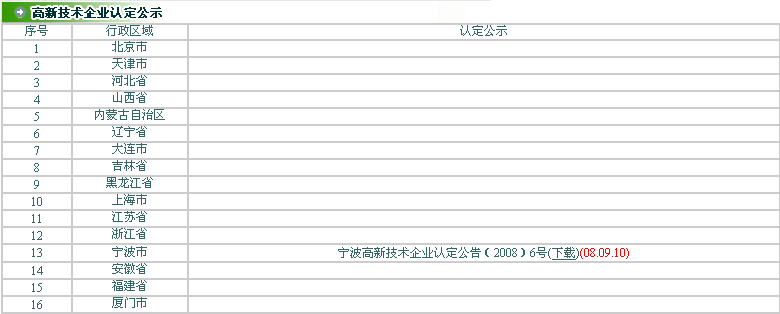 高新技术企业认定公示
序号 行政区域 认定公示
1 北京市
2 天津市
3 河北省
4 山西省
5 内蒙古自治区
6 辽宁省
7 大连市
8 吉林省
9 黑龙江省
10 上海市
11 江苏省
12 浙江省
13 宁波市 宁波高新技术企业认定公告（2008）6号(下载)(08.09.10)
14 安徽省
15 福建省
16 厦门市